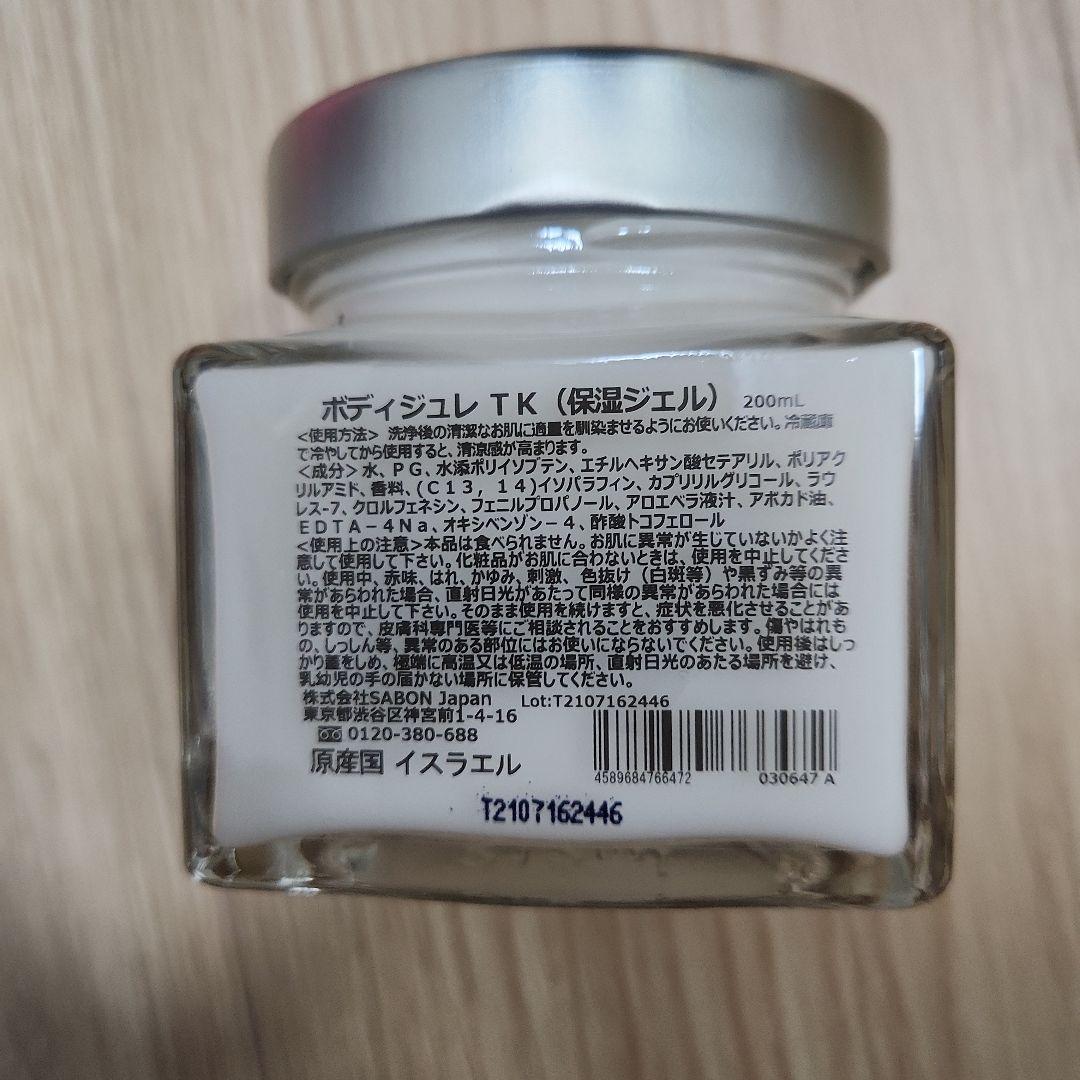 ボディジュレ TK（保湿ジェル） 200mL
<使用方法> 洗浄後の清潔なお肌に適量を馴染ませるようにお使いください。冷蔵庫
で冷やしてから使用すると、清涼感が高まります。
<成分> 水、PG、水添ポリイソブテン、エチルヘキサン酸セテアリル、ポリアク
リルアミド、香料、(C13，14)イソパラフィン、カプリリルグリコール、ラウ
レス-7、クロルフェネシン、フェニルプロパノール、アロエベラ液汁、アボカド油、
EDTA－4Na、オキシベンゾン－4、酢酸トコフェロール
<使用上の注意>本品は食べられません。お肌に異常が生じていないかよく注
意して使用して下さい。化粧品がお肌に合わないときは、使用を中止してくださ
い。使用中、赤味、はれ、かゆみ、刺激、色抜け（白斑等）や黒ずみ等の異
常があらわれた場合、直射日光があたって同様の異常があらわれた場合には
使用を中止して下さい。そのまま使用を続けますと、症状を悪化させることがあ
りますので、皮膚科専門医等にご相談されることをおすすめします。傷やはれも
の、しっしん等、異常のある部位にはお使いにならないでください。使用後はしっ
かり蓋をしめ、極端に高温又は低温の場所、直射日光のあたる場所を避け、
乳幼児の手の届かない場所に保管してください。
株式会社SABON Japan Lot:T2107162446
東京都渋谷区神宮前1-4-16
0120-380-688
原産国 イスラエル
4589684766472 030647 A
T2107162446